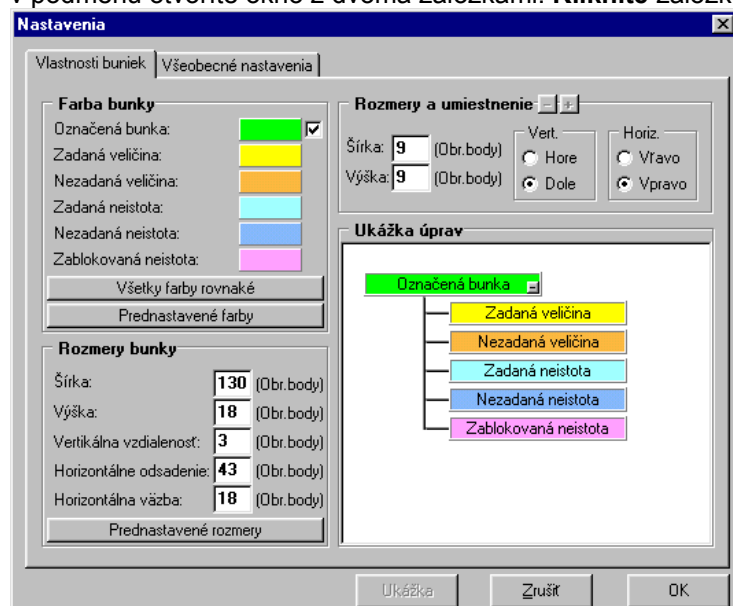 v podmenu otvoríte okno z dvoma záložkami. Kliknite záložk
Nastavenia
Vlastnosti buniek
Všeobecné nastavenia
Farba bunky
Označená bunka:
Zadaná veličina:
Nezadaná veličina:
Zadaná neistota:
Nezadaná neistota:
Zablokovaná neistota:
Všetky farby rovnaké
Prednastavené farby
Rozmery bunky
Šírka: 130 (Obr.body)
Výška: 18 (Obr.body)
Vertikálna vzdialenosť: 3 (Obr.body)
Horizontálne odsadenie: 43 (Obr.body)
Horizontálna väzba: 18 (Obr.body)
Prednastavené rozmery
Rozmery a umiestnenie - +
Šírka: 9 (Obr.body)
Výška: 9 (Obr.body)
Vert.
Hore
Dole
Horiz.
Vľavo
Vpravo
Ukážka úprav
Označená bunka -
Zadaná veličina
Nezadaná veličina
Zadaná neistota
Nezadaná neistota
Zablokovaná neistota
Ukážka
Zrušiť
OK